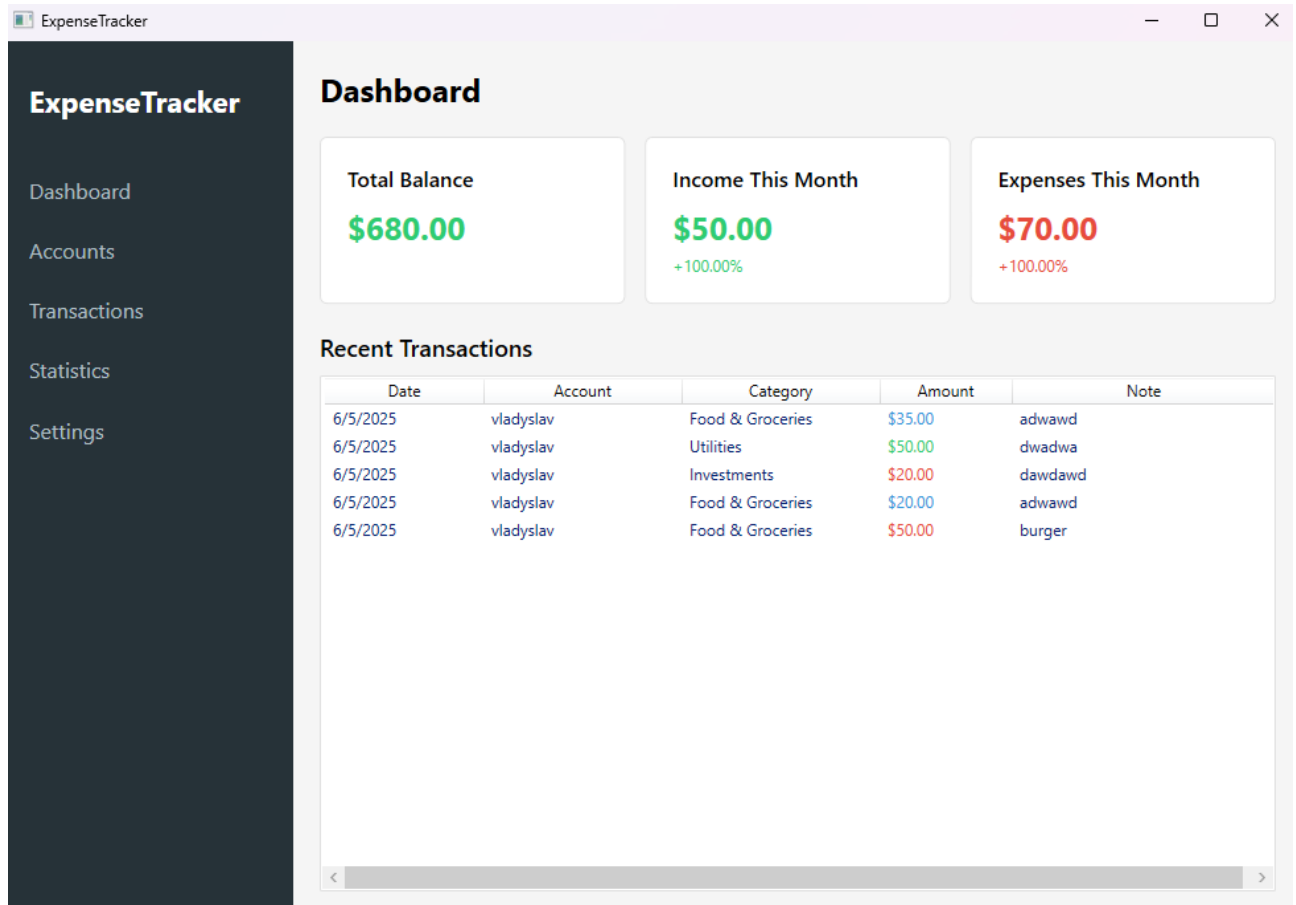 ExpenseTracker
ExpenseTracker
Dashboard
Accounts
Transactions
Statistics
Settings
Dashboard
Total Balance
$680.00
Income This Month
$50.00
+100.00%
Expenses This Month
$70.00
+100.00%
Recent Transactions
Date Account Category Amount Note
6/5/2025 vladyslav Food & Groceries $35.00 adwawd
6/5/2025 vladyslav Utilities $50.00 dwadwa
6/5/2025 vladyslav Investments $20.00 dawdawd
6/5/2025 vladyslav Food & Groceries $20.00 adwawd
6/5/2025 vladyslav Food & Groceries $50.00 burger